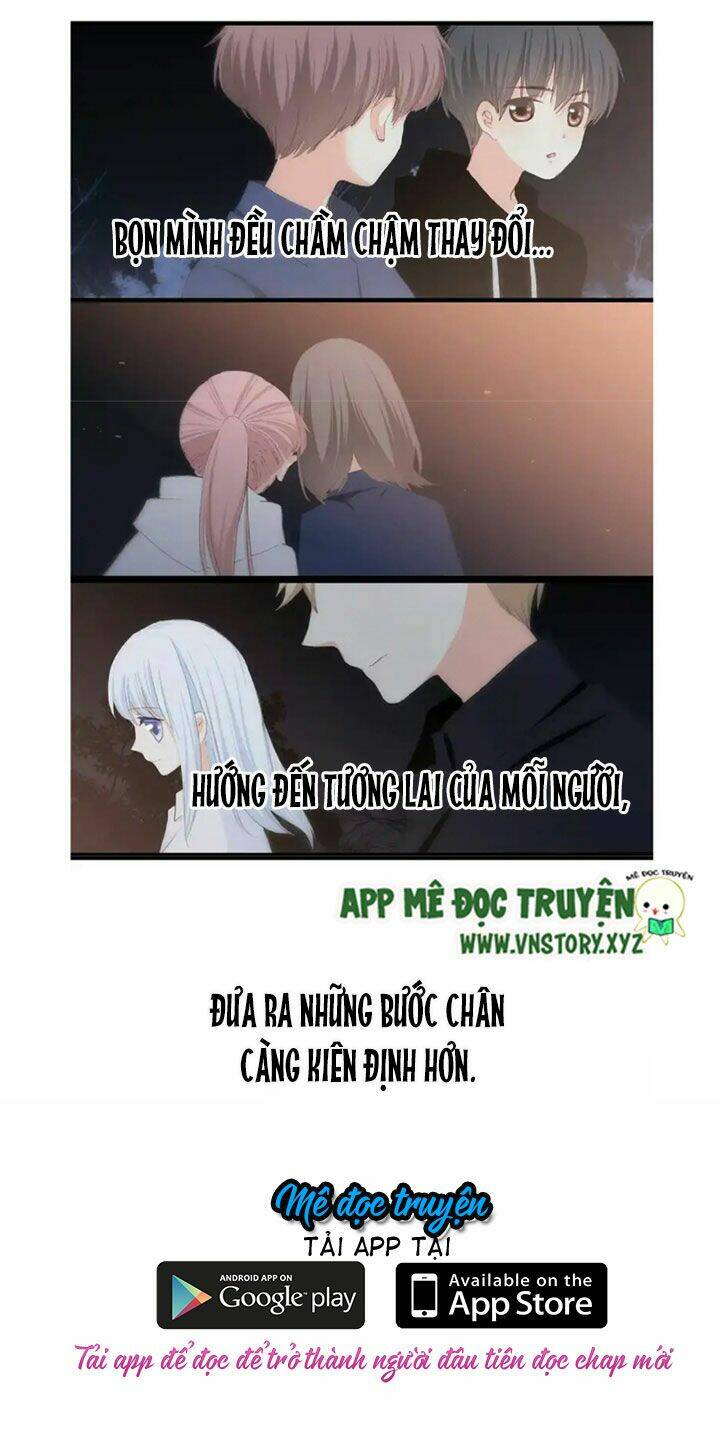 BỌN MÌNH ĐỀU CHẦM CHẬM THAY ĐỔI...
HƯỚNG ĐẾN TƯƠNG LAI CỦA MỖI NGƯỜI,
MÊ ĐỌC TRUYỆN
APP MÊ ĐỌC TRUYỆN
WWW.VNSTORY.XYZ
ĐƯA RA NHỮNG BƯỚC CHÂN
CÀNG KIÊN ĐỊNH HƠN.
Mê đọc truyện
TẢI APP TẠI
ANDROID APP ON
Google play
Available on the
App Store
Tải app để đọc để trở thành người đầu tiên đọc chap mới